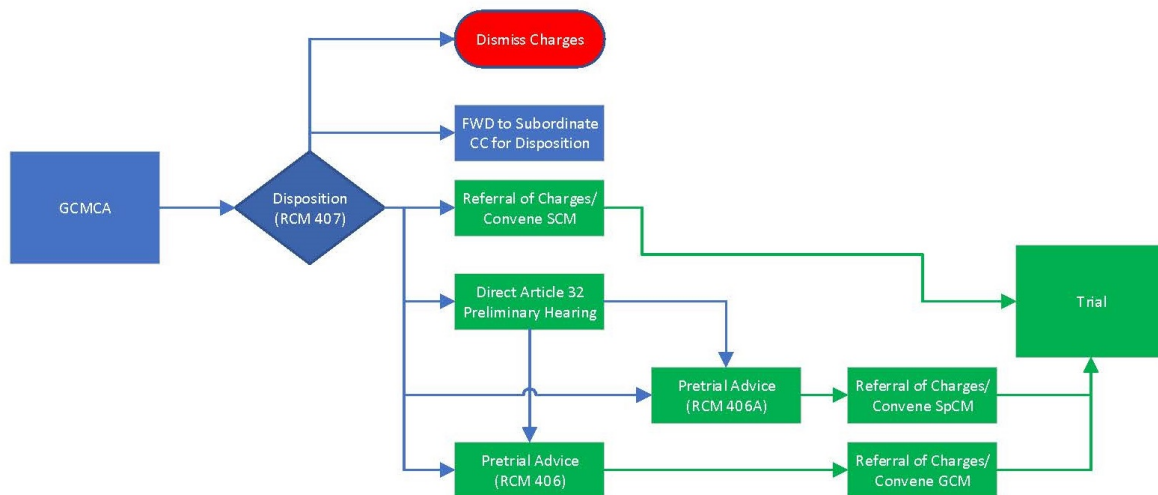 Dismiss Charges
FWD to Subordinate
CC for Disposition
GCMCA
Disposition
(RCM 407)
Referral of Charges/
Convene SCM
Direct Article 32
Preliminary Hearing
Trial
Pretrial Advice
(RCM 406A)
Referral of Charges/
Convene SpCM
Pretrial Advice
(RCM 406)
Referral of Charges/
Convene GCM